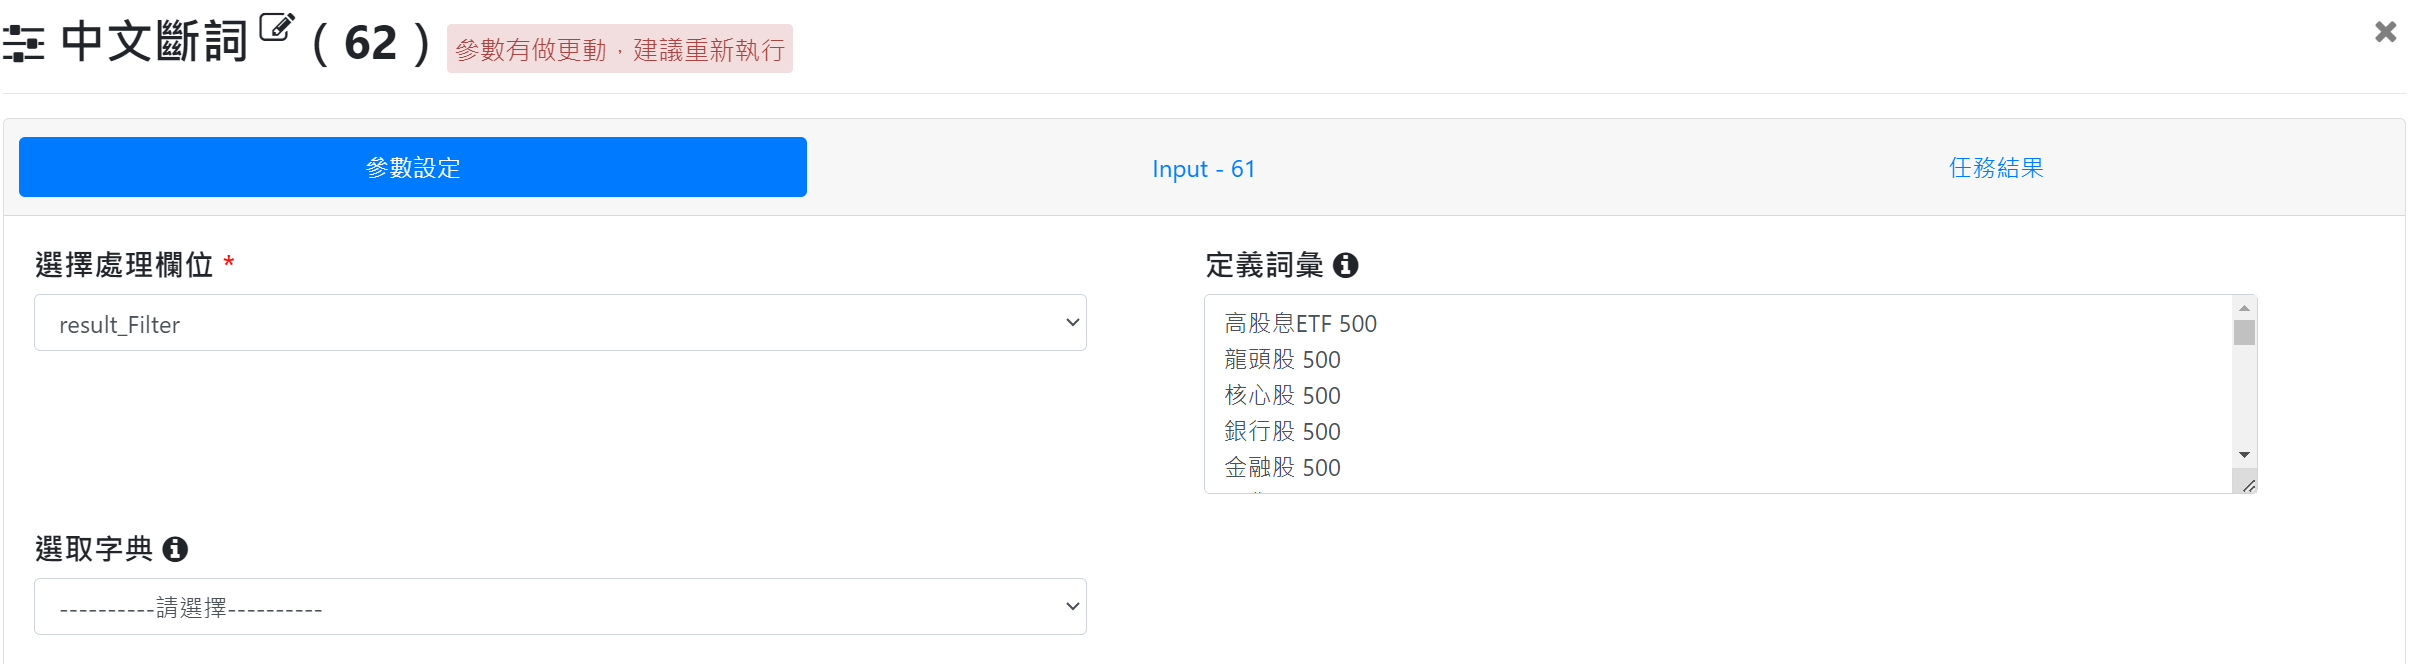 中文斷詞 ( 62 ) 參數有做更動，建議重新執行
參數設定 Input - 61 任務結果
選擇處理欄位 *
result_Filter
定義詞彙
高股息ETF 500
龍頭股 500
核心股 500
銀行股 500
金融股 500
選取字典
----------請選擇----------